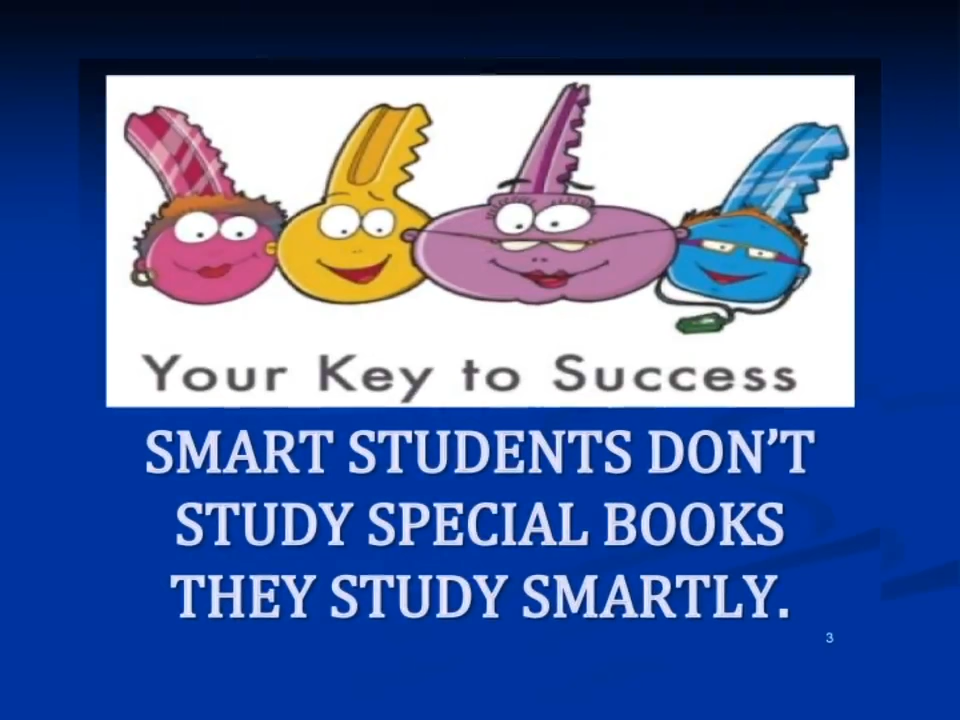 Your Key to Success
SMART STUDENTS DON’T
STUDY SPECIAL BOOKS
THEY STUDY SMARTLY.
3